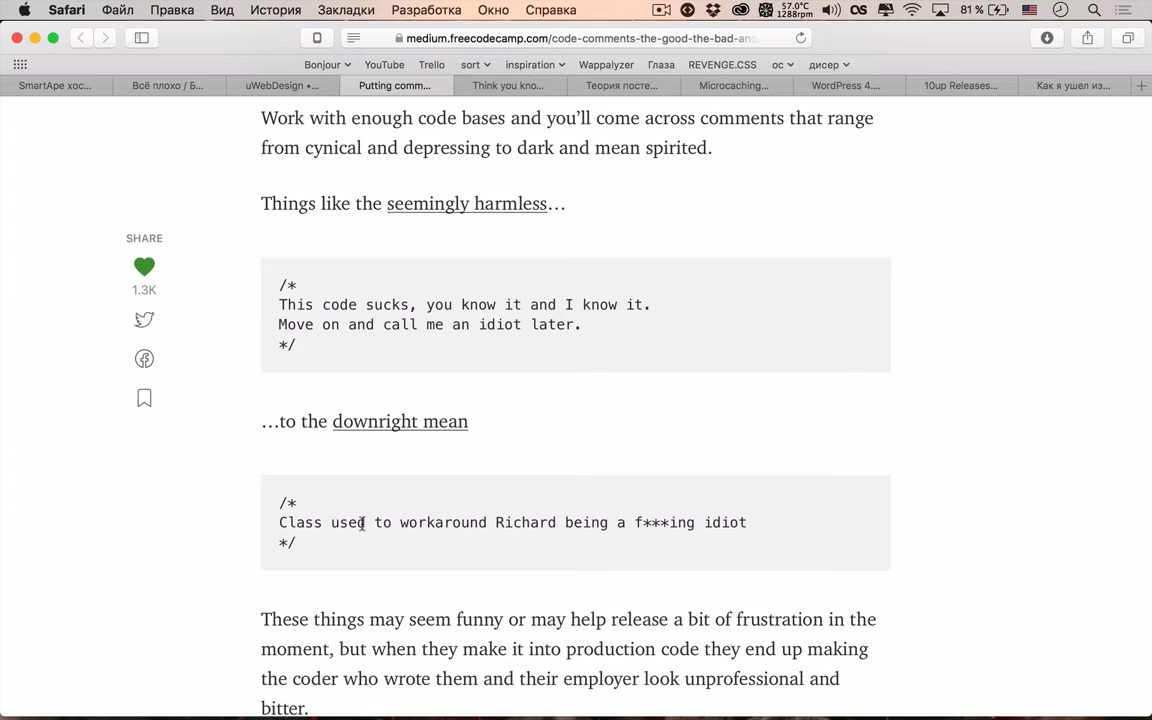 Safari Файл Правка Вид История Закладки Разработка Окно Справка 57.0°C 1288rpm 81 %
medium.freecodecamp.com/code-comments-the-good-the-bad-and-
Bonjour YouTube Trello sort inspiration Wappalyzer Глаза REVENGE.CSS ос дисер
SmartApe хос... Всё плохо / Б... uWebDesign •... Putting comm... Think you kno... Теория посте... Microcaching... WordPress 4.... 10up Releases... Как я ушел из...
Work with enough code bases and you’ll come across comments that range
from cynical and depressing to dark and mean spirited.
Things like the seemingly harmless…
SHARE
1.3K
/*
This code sucks, you know it and I know it.
Move on and call me an idiot later.
*/
…to the downright mean
/*
Class used to workaround Richard being a f***ing idiot
*/
These things may seem funny or may help release a bit of frustration in the
moment, but when they make it into production code they end up making
the coder who wrote them and their employer look unprofessional and
bitter.